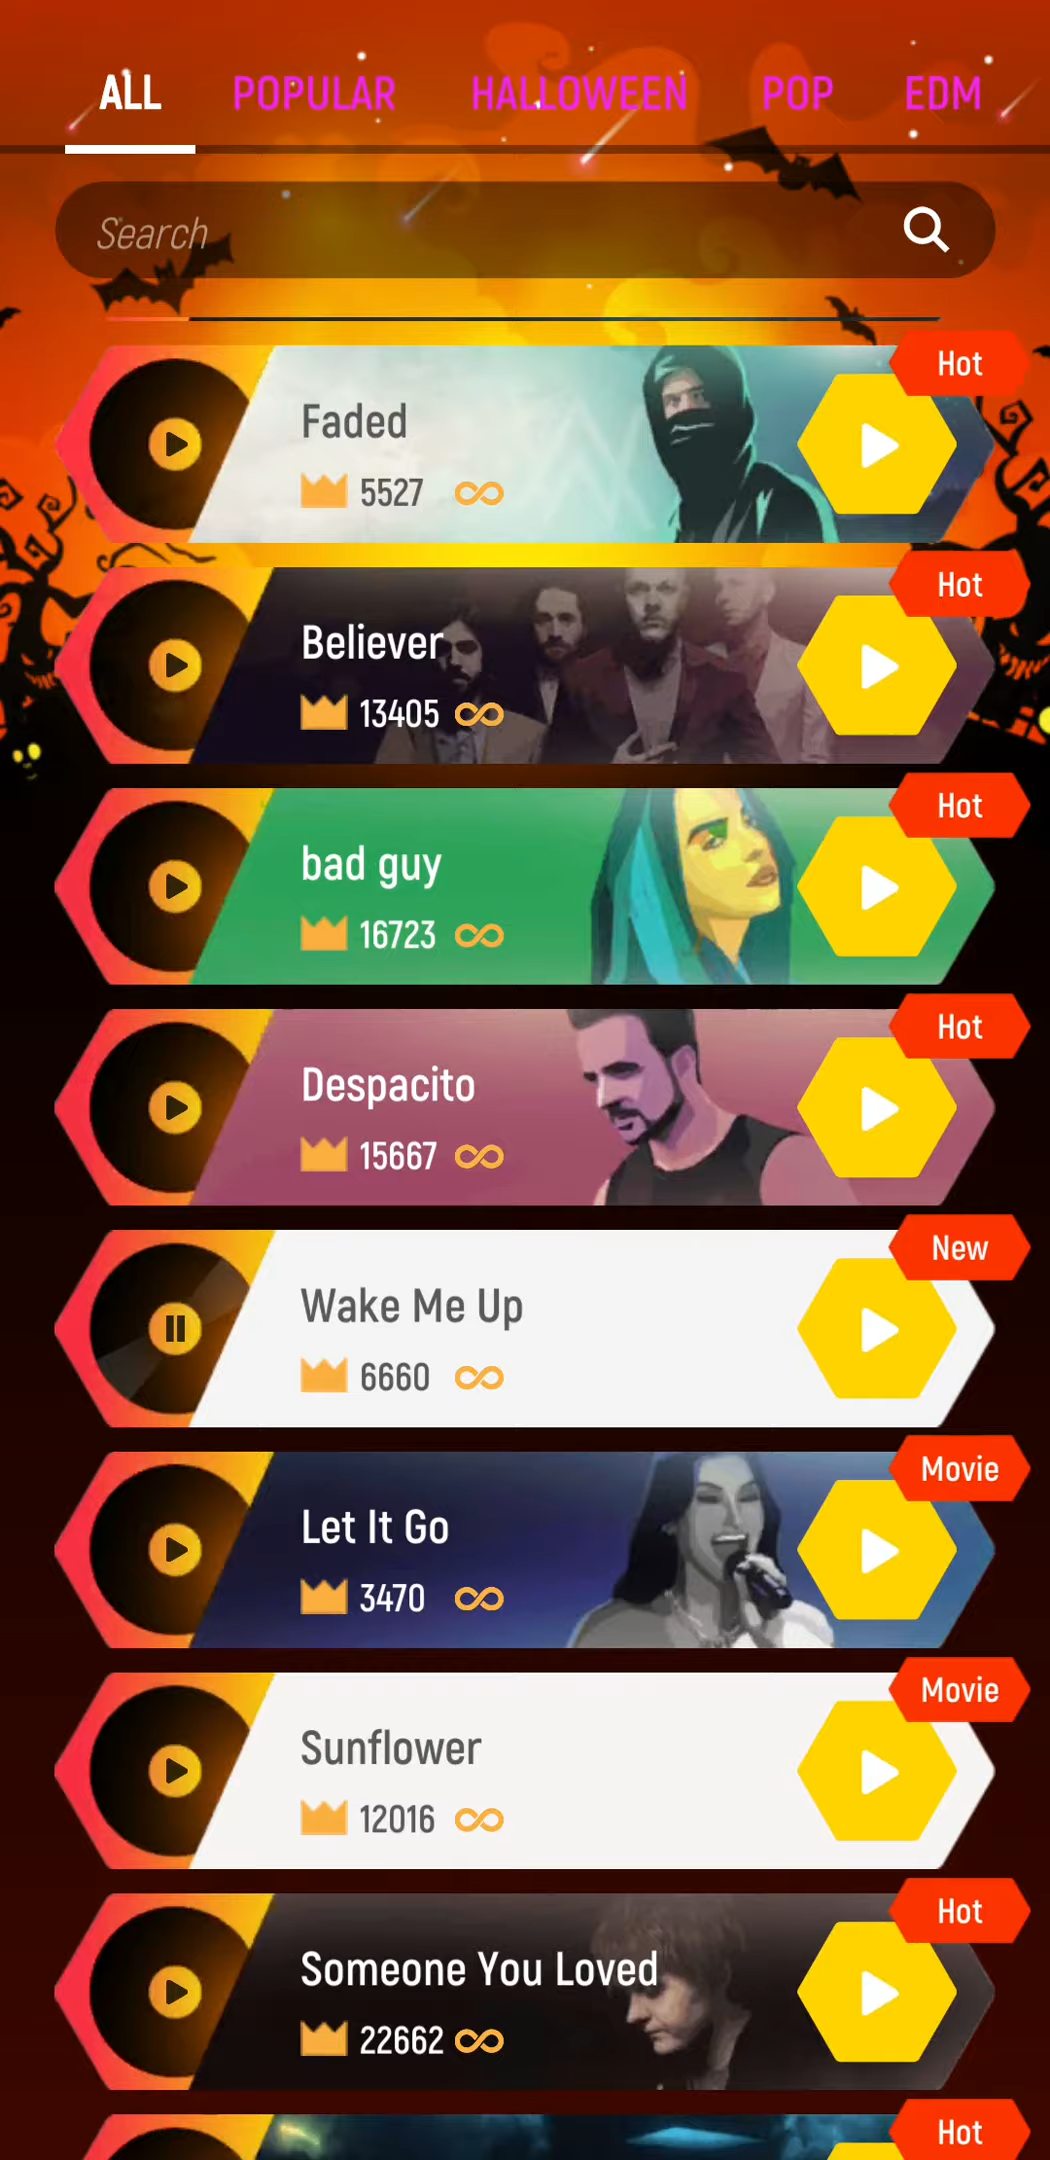 ALL POPULAR HALLOWEEN POP EDM
Search
Hot
Faded
5527
Hot
Believer
13405
Hot
bad guy
16723
Hot
Despacito
15667
New
Wake Me Up
6660
Movie
Let It Go
3470
Movie
Sunflower
12016
Hot
Someone You Loved
22662
Hot